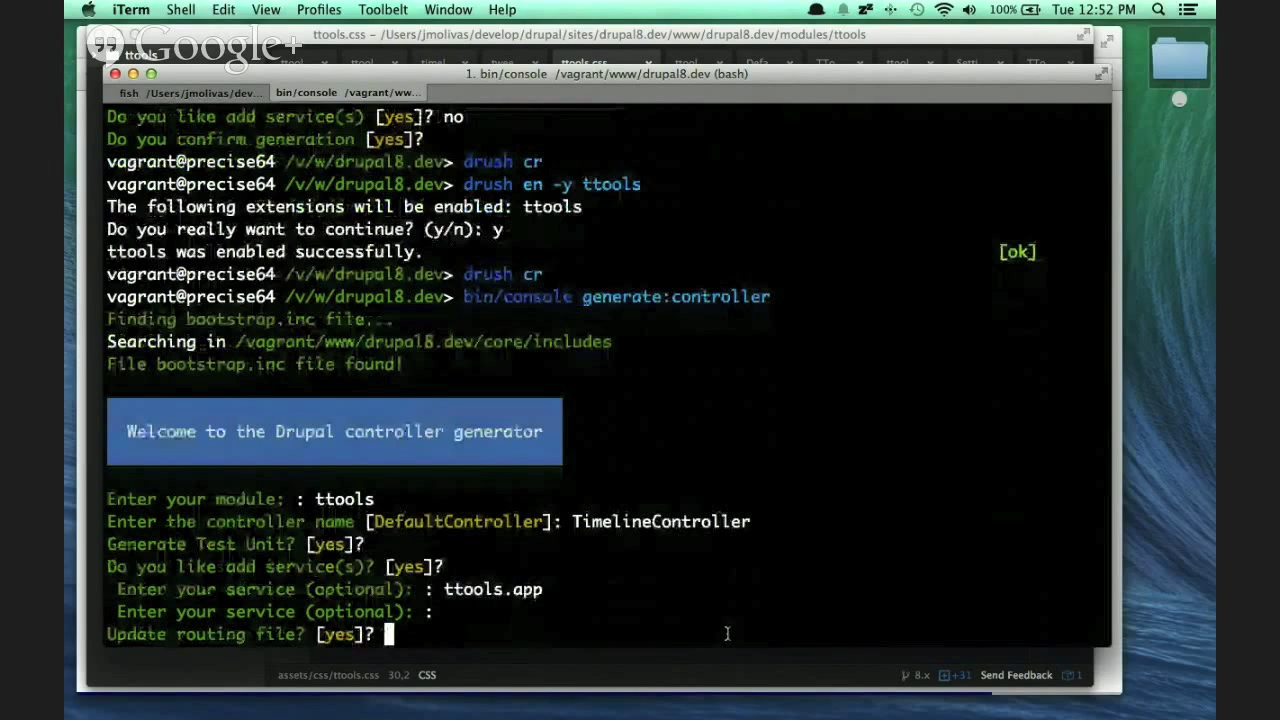 iTerm Shell Edit View Profiles Toolbelt Window Help 100% Tue 12:52 PM
Google+
ttools.css - /Users/jmolivas/develop/drupal/sites/drupal8.dev/www/drupal8.dev/modules/ttools
ttools
ttools.css
1. bin/console /vagrant/www/drupal8.dev (bash)
fish /Users/jmolivas/dev... bin/console /vagrant/ww...
Do you like add service(s) [yes]? no
Do you confirm generation [yes]?
vagrant@precise64 /v/w/drupal8.dev> drush cr
vagrant@precise64 /v/w/drupal8.dev> drush en -y ttools
The following extensions will be enabled: ttools
Do you really want to continue? (y/n): y
ttools was enabled successfully. [ok]
vagrant@precise64 /v/w/drupal8.dev> drush cr
vagrant@precise64 /v/w/drupal8.dev> bin/console generate:controller
Finding bootstrap.inc file...
Searching in /vagrant/www/drupal8.dev/core/includes
File bootstrap.inc file found!
Welcome to the Drupal controller generator
Enter your module: : ttools
Enter the controller name [DefaultController]: TimelineController
Generate Test Unit? [yes]?
Do you like add service(s)? [yes]?
Enter your service (optional): : ttools.app
Enter your service (optional): :
Update routing file? [yes]?
assets/css/ttools.css 30,2 CSS 8.x +31 Send Feedback 1